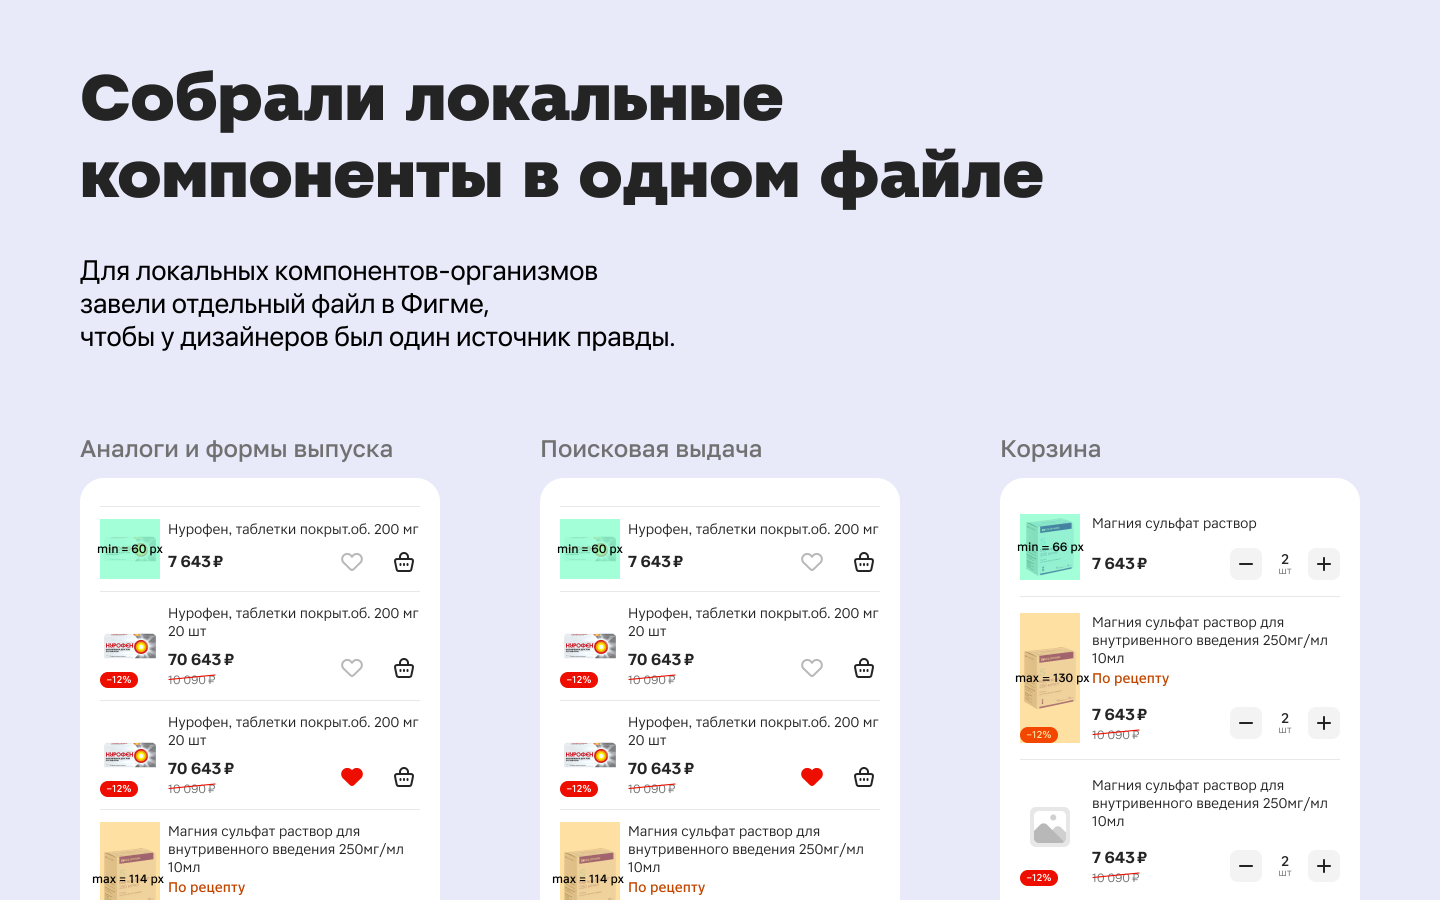 Собрали локальные
компоненты в одном файле
Для локальных компонентов-организмов
завели отдельный файл в Фигме,
чтобы у дизайнеров был один источник правды.
Аналоги и формы выпуска
min = 60 px
Нурофен, таблетки покрыт.об. 200 мг
7 643 ₽
НУРОФЕН
−12%
Нурофен, таблетки покрыт.об. 200 мг
20 шт
70 643 ₽
10 090 ₽
НУРОФЕН
−12%
Нурофен, таблетки покрыт.об. 200 мг
20 шт
70 643 ₽
10 090 ₽
max = 114 px
Магния сульфат раствор для
внутривенного введения 250мг/мл
10мл
По рецепту
Поисковая выдача
min = 60 px
Нурофен, таблетки покрыт.об. 200 мг
7 643 ₽
НУРОФЕН
−12%
Нурофен, таблетки покрыт.об. 200 мг
20 шт
70 643 ₽
10 090 ₽
НУРОФЕН
−12%
Нурофен, таблетки покрыт.об. 200 мг
20 шт
70 643 ₽
10 090 ₽
max = 114 px
Магния сульфат раствор для
внутривенного введения 250мг/мл
10мл
По рецепту
Корзина
min = 66 px
Магния сульфат раствор
7 643 ₽
2
шт
max = 130 px
−12%
Магния сульфат раствор для
внутривенного введения 250мг/мл
10мл
По рецепту
7 643 ₽
10 090 ₽
2
шт
−12%
Магния сульфат раствор для
внутривенного введения 250мг/мл
10мл
7 643 ₽
10 090 ₽
2
шт